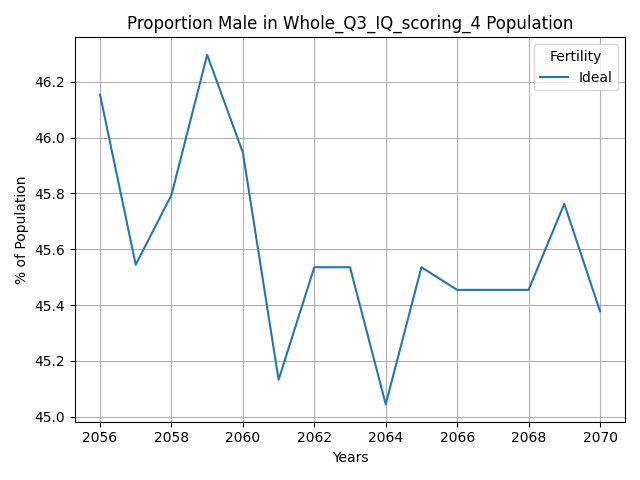 Proportion Male in Whole_Q3_IQ_scoring_4 Population
Fertility
Ideal
46.2
46.0
45.8
45.6
45.4
45.2
45.0
% of Population
2056 2058 2060 2062 2064 2066 2068 2070
Years